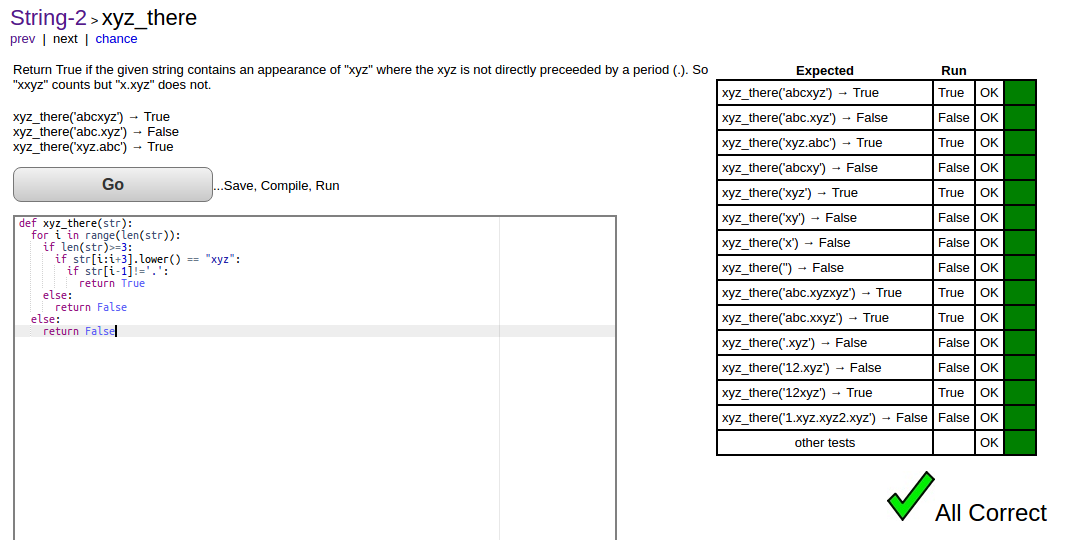 String-2 > xyz_there
prev | next | chance
Return True if the given string contains an appearance of "xyz" where the xyz is not directly preceeded by a period (.). So
"xxyz" counts but "x.xyz" does not.
xyz_there('abcxyz') → True
xyz_there('abc.xyz') → False
xyz_there('xyz.abc') → True
Go ...Save, Compile, Run
def xyz_there(str):
  for i in range(len(str)):
    if len(str)>=3:
      if str[i:i+3].lower() == "xyz":
        if str[i-1]!='.':
          return True
    else:
      return False
  else:
    return False
Expected Run
xyz_there('abcxyz') → True True OK
xyz_there('abc.xyz') → False False OK
xyz_there('xyz.abc') → True True OK
xyz_there('abcxy') → False False OK
xyz_there('xyz') → True True OK
xyz_there('xy') → False False OK
xyz_there('x') → False False OK
xyz_there('') → False False OK
xyz_there('abc.xyzxyz') → True True OK
xyz_there('abc.xxyz') → True True OK
xyz_there('.xyz') → False False OK
xyz_there('12.xyz') → False False OK
xyz_there('12xyz') → True True OK
xyz_there('1.xyz.xyz2.xyz') → False False OK
other tests OK
All Correct